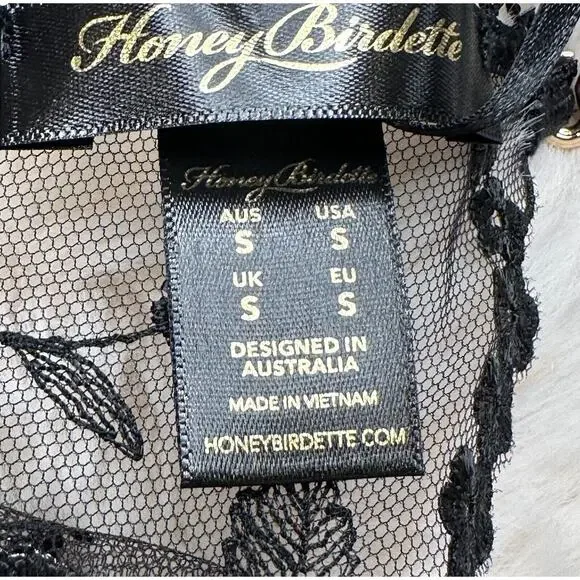 Honey Birdette
Honey Birdette
AUS USA
S S
UK EU
S S
DESIGNED IN
AUSTRALIA
MADE IN VIETNAM
HONEYBIRDETTE.COM